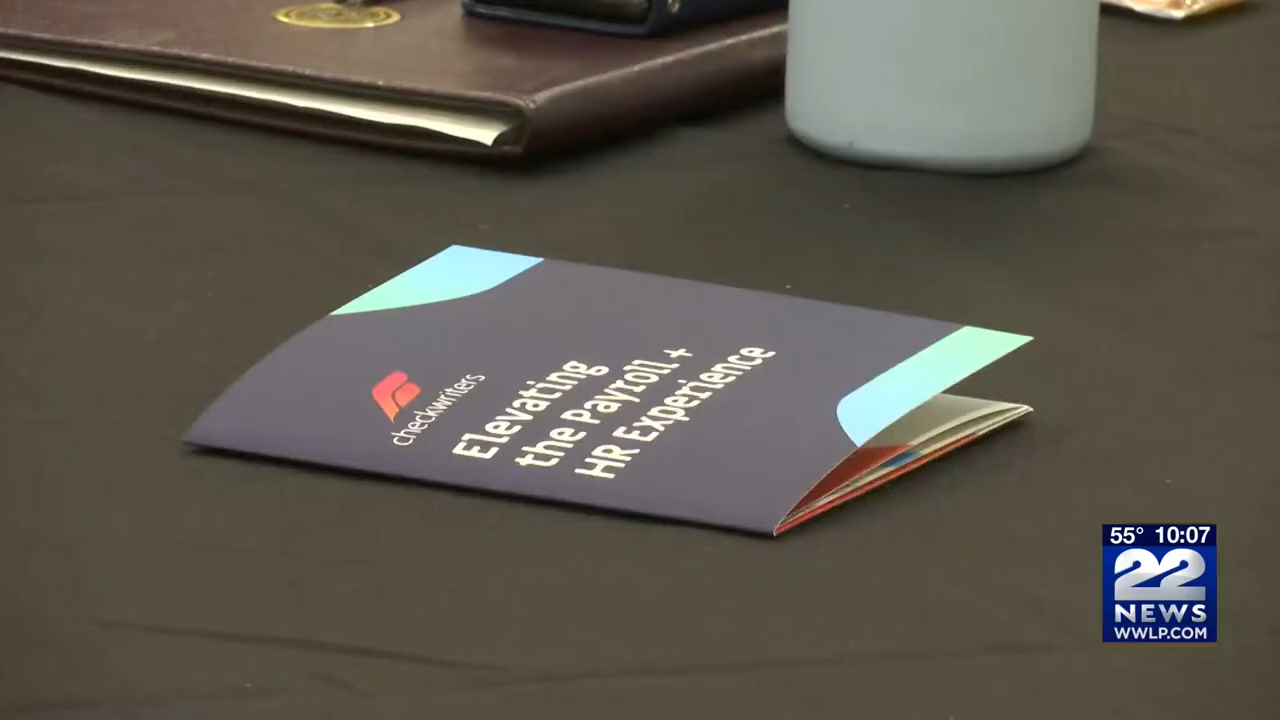 checkwriters
Elevating
the Payroll +
HR Experience
55° 10:07
22
NEWS
WWLP.COM